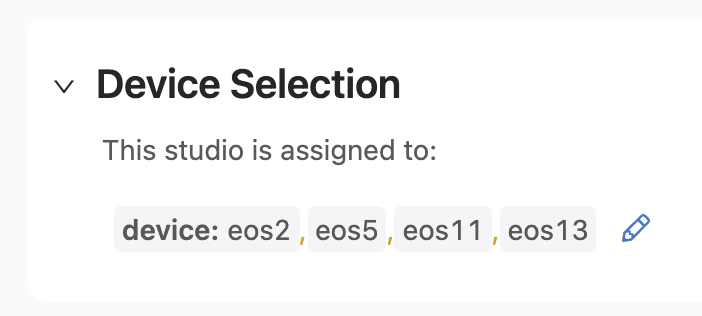 Device Selection
This studio is assigned to:
device: eos2, eos5, eos11, eos13